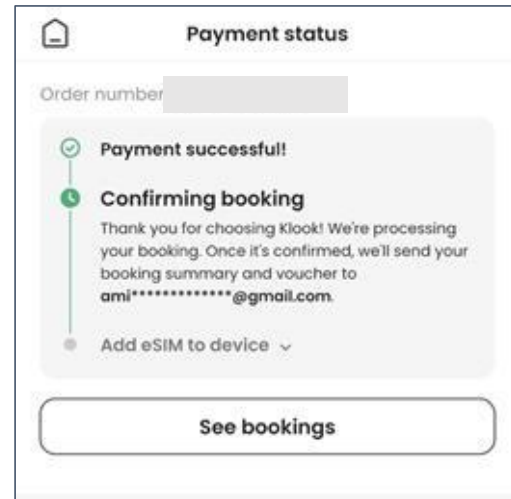 Payment status
Order number
Payment successful!
Confirming booking
Thank you for choosing Klook! We're processing
your booking. Once it's confirmed, we'll send your
booking summary and voucher to
ami*************@gmail.com.
Add eSIM to device
See bookings